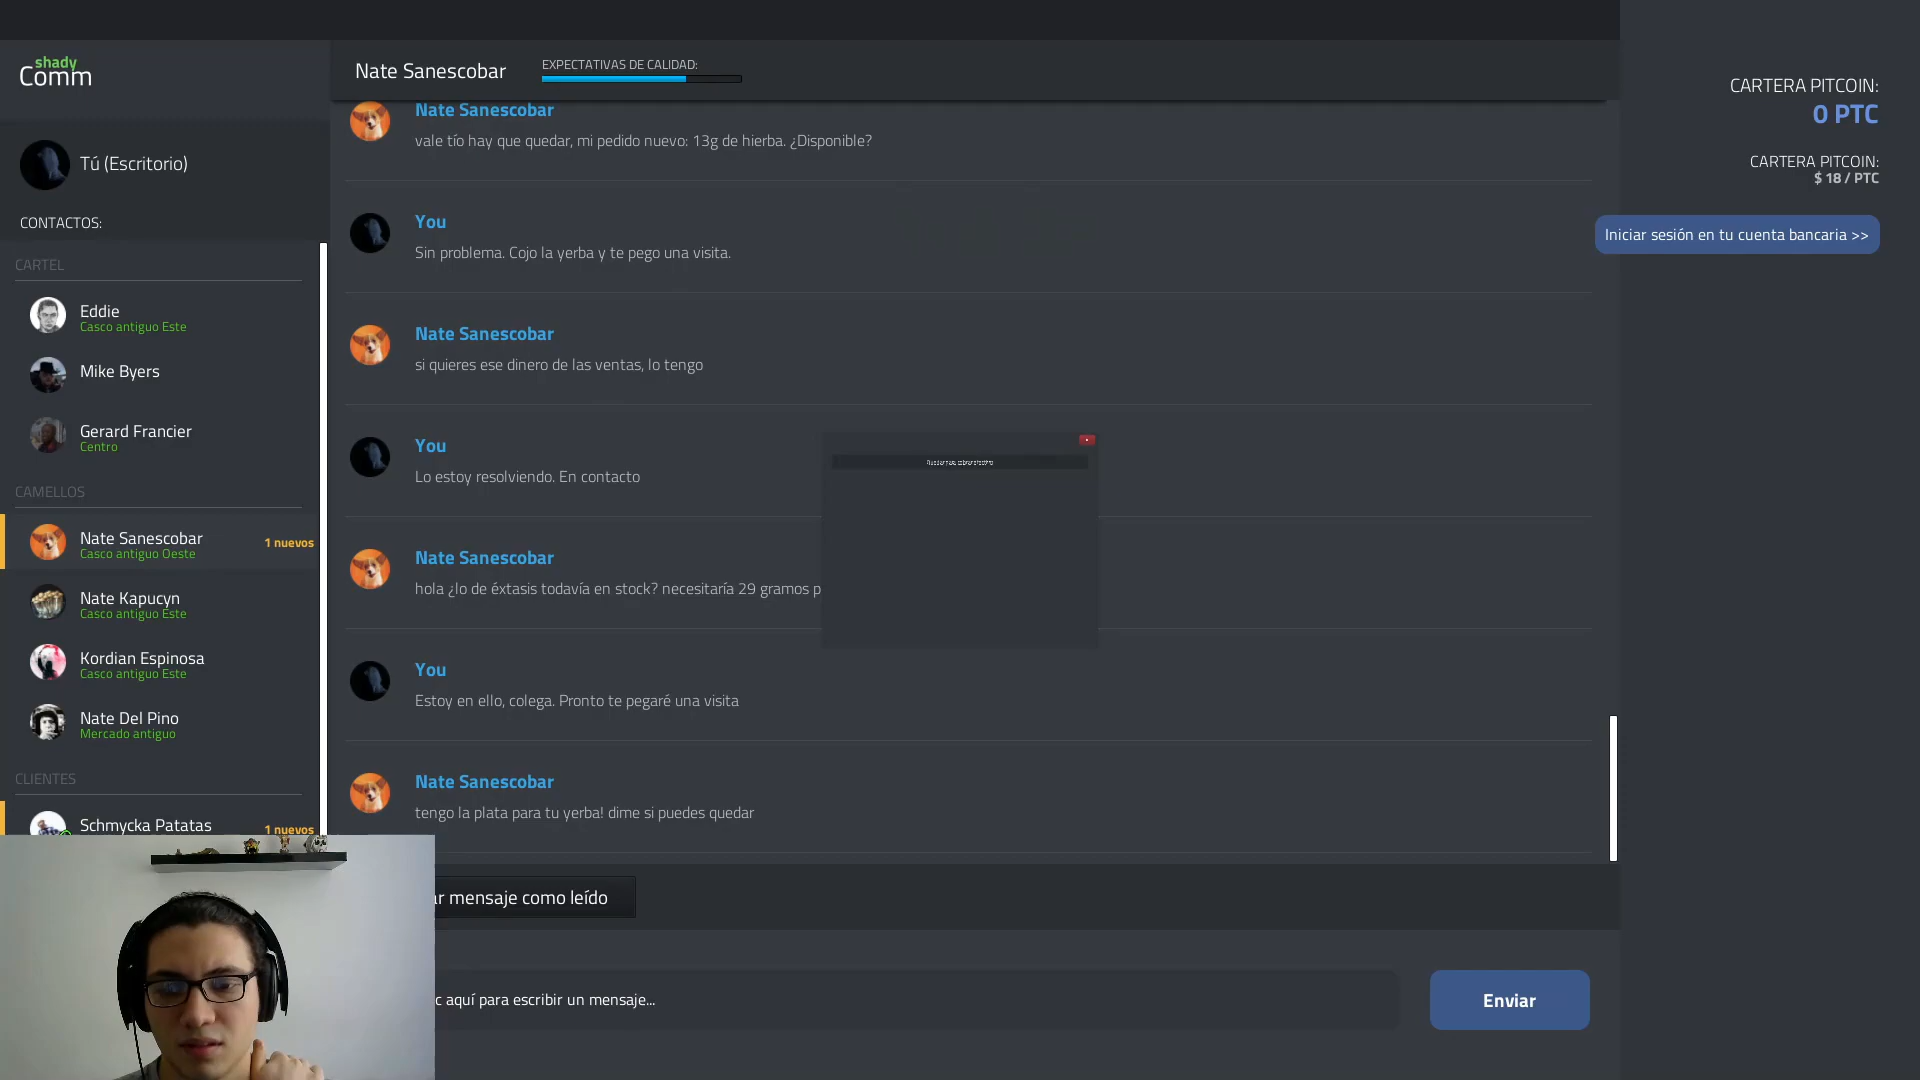 shady
Comm
Tú (Escritorio)
CONTACTOS:
CARTEL
Eddie
Casco antiguo Este
Mike Byers
Gerard Francier
Centro
CAMELLOS
Nate Sanescobar
Casco antiguo Oeste
1 nuevos
Nate Kapucyn
Casco antiguo Este
Kordian Espinosa
Casco antiguo Este
Nate Del Pino
Mercado antiguo
CLIENTES
Schmycka Patatas
1 nuevos
Nate Sanescobar
EXPECTATIVAS DE CALIDAD:
Nate Sanescobar
vale tío hay que quedar, mi pedido nuevo: 13g de hierba. ¿Disponible?
You
Sin problema. Cojo la yerba y te pego una visita.
Nate Sanescobar
si quieres ese dinero de las ventas, lo tengo
You
Lo estoy resolviendo. En contacto
Nate Sanescobar
hola ¿lo de éxtasis todavía en stock? necesitaría 29 gramos p
You
Estoy en ello, colega. Pronto te pegaré una visita
Nate Sanescobar
tengo la plata para tu yerba! dime si puedes quedar
ar mensaje como leído
c aquí para escribir un mensaje...
Enviar
CARTERA PITCOIN:
0 PTC
CARTERA PITCOIN:
$ 18 / PTC
Iniciar sesión en tu cuenta bancaria >>